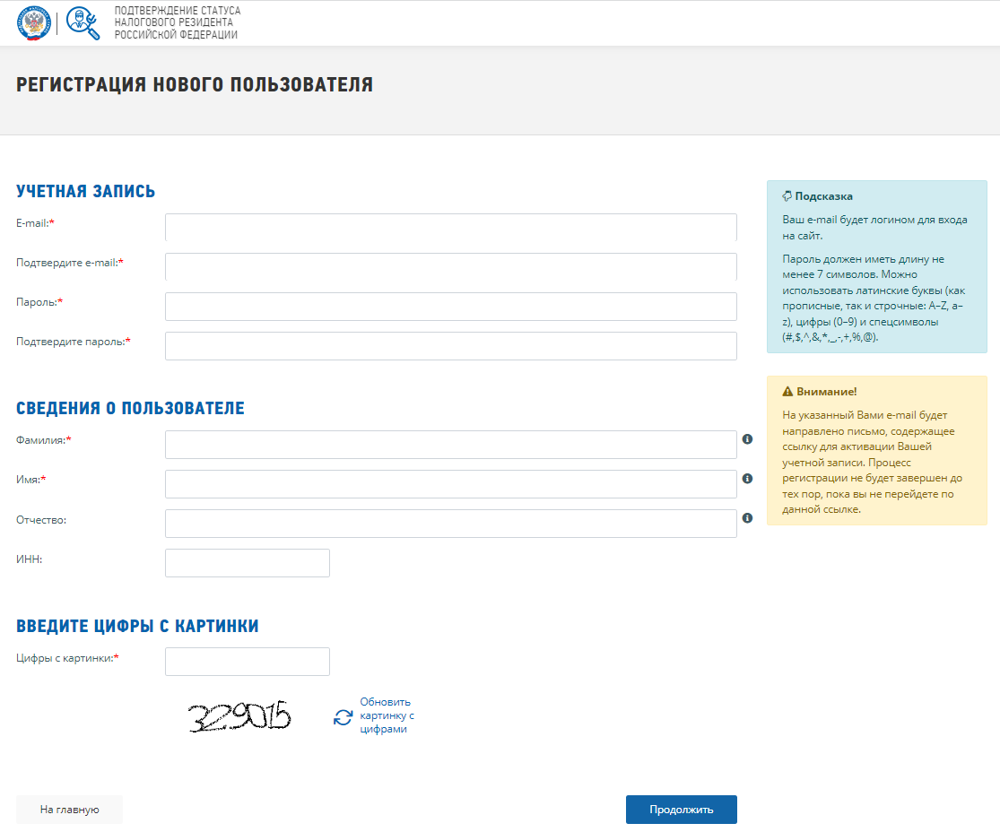 ПОДТВЕРЖДЕНИЕ СТАТУСА
НАЛОГОВОГО РЕЗИДЕНТА
РОССИЙСКОЙ ФЕДЕРАЦИИ
РЕГИСТРАЦИЯ НОВОГО ПОЛЬЗОВАТЕЛЯ
УЧЕТНАЯ ЗАПИСЬ
E-mail:*
Подтвердите e-mail:*
Пароль:*
Подтвердите пароль:*
СВЕДЕНИЯ О ПОЛЬЗОВАТЕЛЕ
Фамилия:*
Имя:*
Отчество:
ИНН:
ВВЕДИТЕ ЦИФРЫ С КАРТИНКИ
Цифры с картинки:*
329015
Обновить
картинку с
цифрами
На главную
Продолжить
Подсказка
Ваш e-mail будет логином для входа
на сайт.
Пароль должен иметь длину не
менее 7 символов. Можно
использовать латинские буквы (как
прописные, так и строчные: A–Z, a–
z), цифры (0–9) и спецсимволы
(#,$,^,&,*,_,-,+,%,@).
Внимание!
На указанный Вами e-mail будет
направлено письмо, содержащее
ссылку для активации Вашей
учетной записи. Процесс
регистрации не будет завершен до
тех пор, пока вы не перейдете по
данной ссылке.